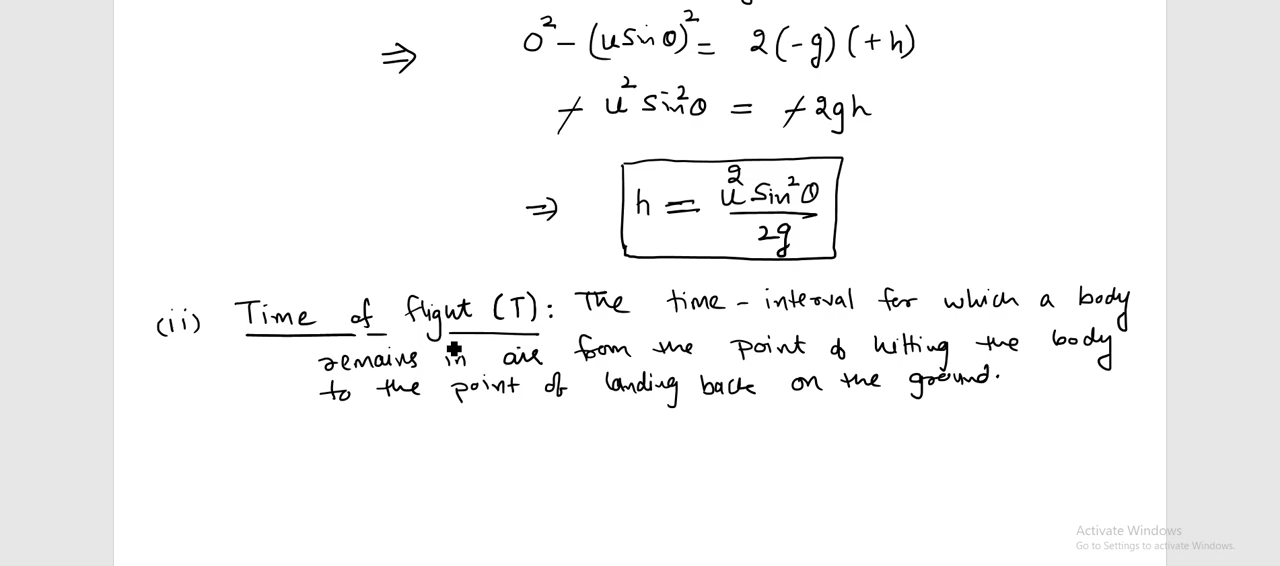 ⇒ 0² - (u sin θ)² = 2(-g)(+h)
- u² sin² θ = - 2gh
⇒ h = u² sin² θ / 2g
(ii) Time of flight (T): The time - interval for which a body
remains in air from the point of hitting the body
to the point of landing back on the ground.
Activate Windows
Go to Settings to activate Windows.